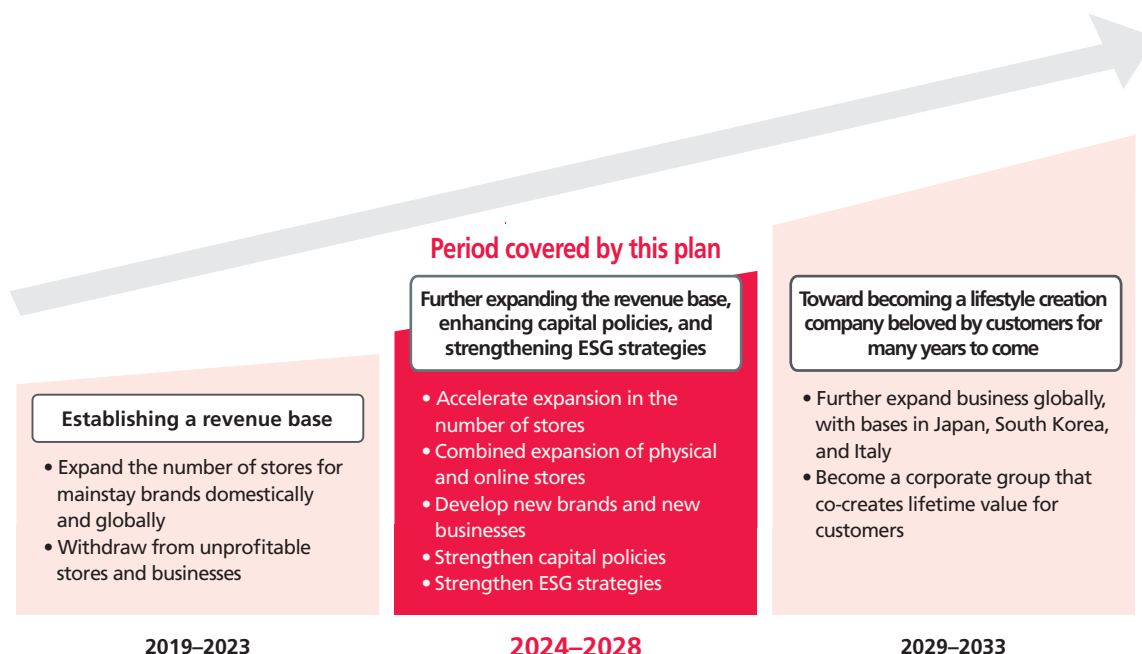 Period covered by this plan
Establishing a revenue base
• Expand the number of stores for
mainstay brands domestically
and globally
• Withdraw from unprofitable
stores and businesses
2019–2023
Further expanding the revenue base,
enhancing capital policies, and
strengthening ESG strategies
• Accelerate expansion in the
number of stores
• Combined expansion of physical
and online stores
• Develop new brands and new
businesses
• Strengthen capital policies
• Strengthen ESG strategies
2024–2028
Toward becoming a lifestyle creation
company beloved by customers for
many years to come
• Further expand business globally,
with bases in Japan, South Korea,
and Italy
• Become a corporate group that
co-creates lifetime value for
customers
2029–2033